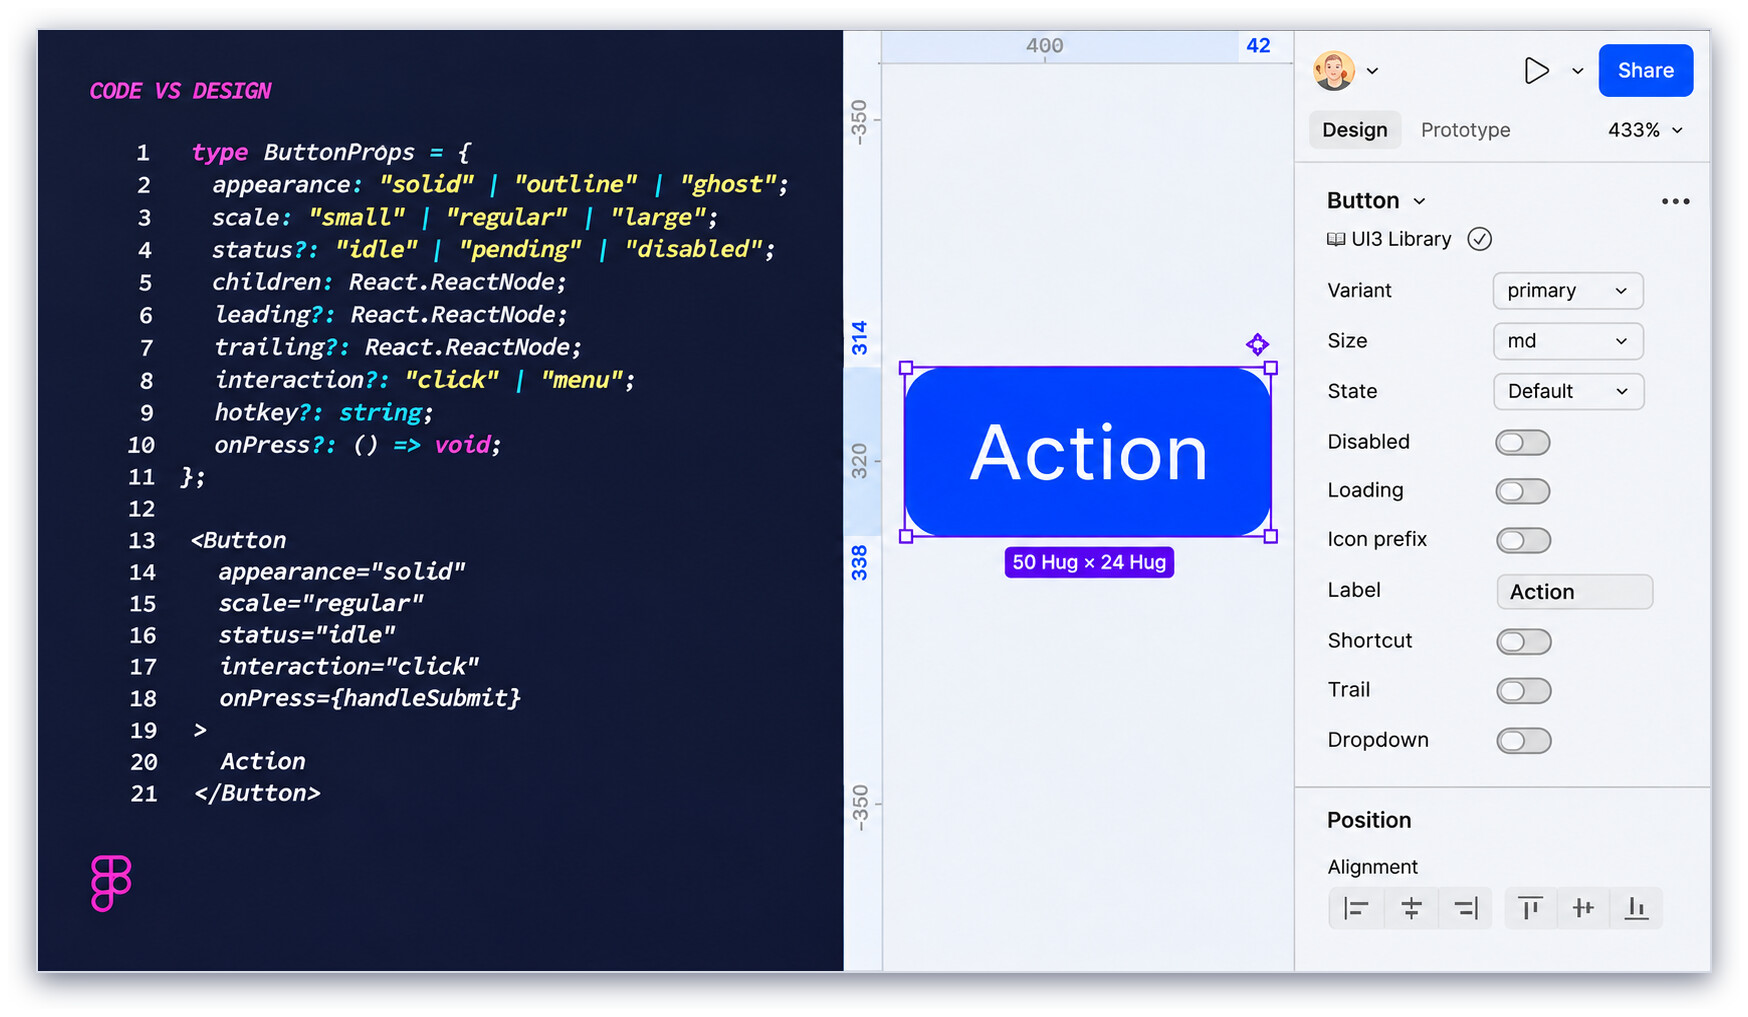 CODE VS DESIGN
1 type ButtonProps = {
2 appearance: "solid" | "outline" | "ghost";
3 scale: "small" | "regular" | "large";
4 status?: "idle" | "pending" | "disabled";
5 children: React.ReactNode;
6 leading?: React.ReactNode;
7 trailing?: React.ReactNode;
8 interaction?: "click" | "menu";
9 hotkey?: string;
10 onPress?: () => void;
11 };
12
13 <Button
14 appearance="solid"
15 scale="regular"
16 status="idle"
17 interaction="click"
18 onPress={handleSubmit}
19 >
20 Action
21 </Button>
400 42
-350
314
320
338
-350
Action
50 Hug × 24 Hug
Share
Design Prototype 433%
Button
UI3 Library
Variant primary
Size md
State Default
Disabled
Loading
Icon prefix
Label Action
Shortcut
Trail
Dropdown
Position
Alignment